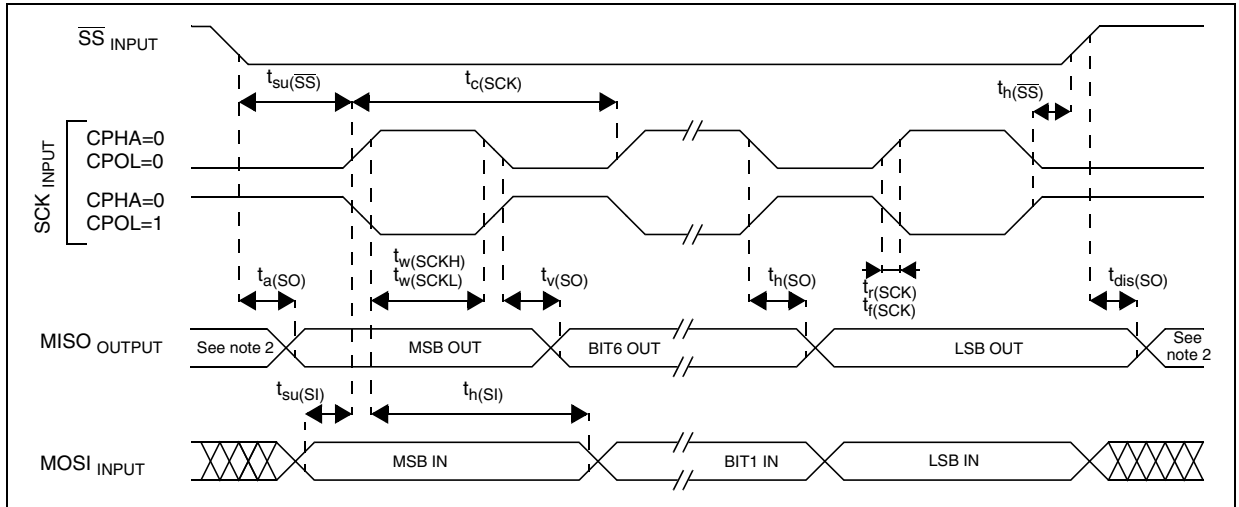 SS INPUT
tsu(SS)
tc(SCK)
th(SS)
SCK INPUT
CPHA=0
CPOL=0
CPHA=0
CPOL=1
ta(SO)
tw(SCKH)
tw(SCKL)
tv(SO)
th(SO)
tr(SCK)
tf(SCK)
tdis(SO)
MISO OUTPUT
See note 2
MSB OUT
BIT6 OUT
LSB OUT
See
note 2
tsu(SI)
th(SI)
MOSI INPUT
MSB IN
BIT1 IN
LSB IN